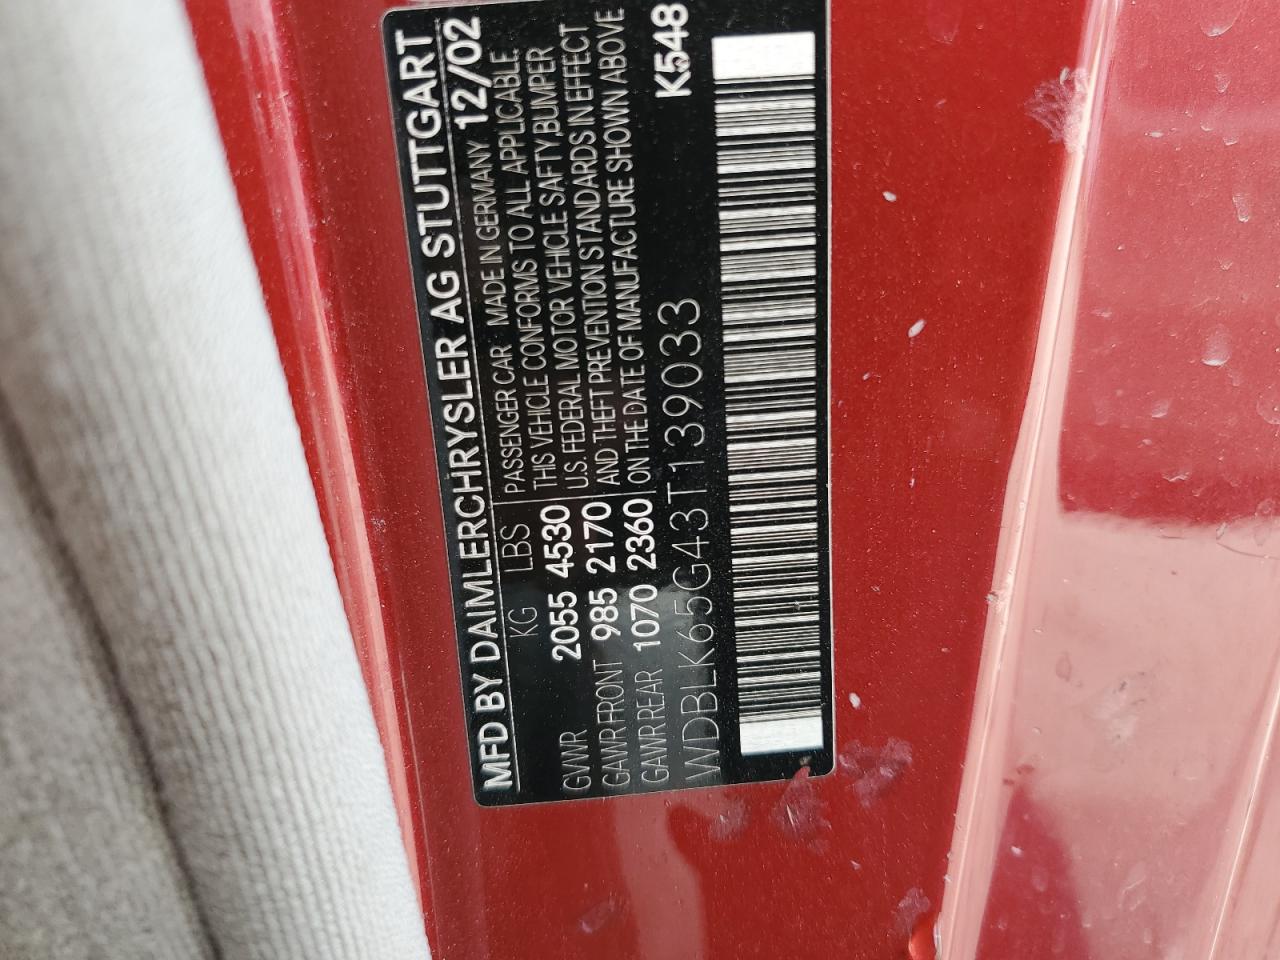 MFD BY DAIMLERCHRYSLER AG STUTTGART
KG LBS PASSENGER CAR MADE IN GERMANY 12/02
GVWR 2055 4530 THIS VEHICLE CONFORMS TO ALL APPLICABLE
U.S. FEDERAL MOTOR VEHICLE SAFTY,BUMPER
GAWR FRONT 985 2170 AND THEFT PREVENTION STANDARDS IN EFFECT
GAWR REAR 1070 2360 ON THE DATE OF MANUFACTURE SHOWN ABOVE
WDBLK65G43T139033 K548